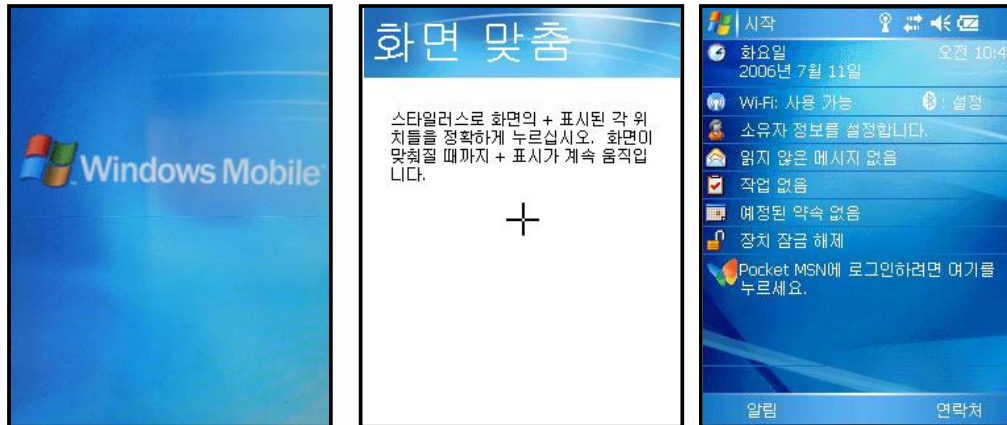 Windows Mobile
화면 맞춤
스타일러스로 화면의 + 표시된 각 위
치들을 정확하게 누르십시오. 화면이
맞춰질 때까지 + 표시가 계속 움직입
니다.
시작
화요일
오전 10:4
2006년 7월 11일
Wi-Fi: 사용 가능
: 설정
소유자 정보를 설정합니다.
읽지 않은 메시지 없음
작업 없음
예정된 약속 없음
장치 잠금 해제
Pocket MSN에 로그인하려면 여기를
누르세요.
알림
연락처